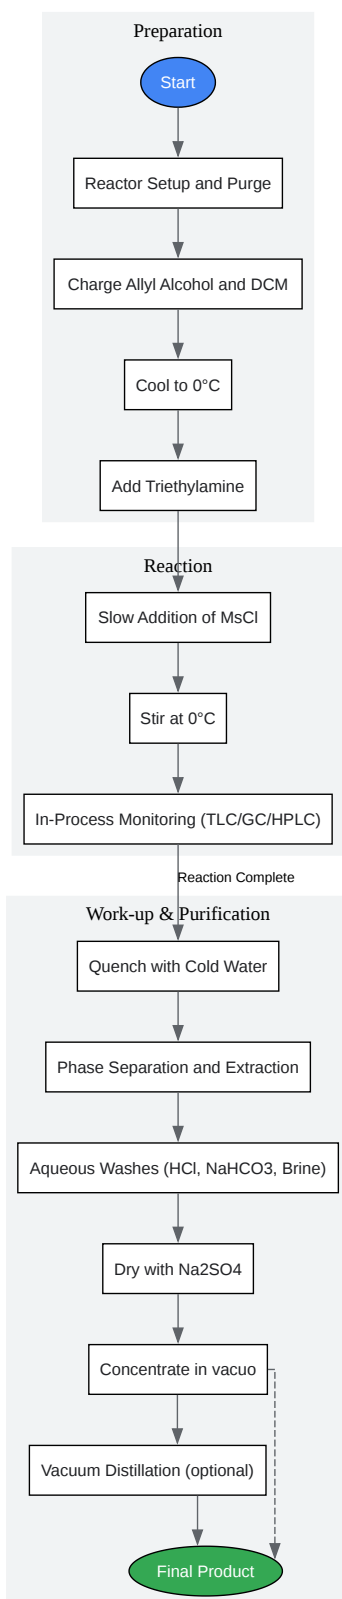 Preparation
Start
Reactor Setup and Purge
Charge Allyl Alcohol and DCM
Cool to 0°C
Add Triethylamine
Reaction
Slow Addition of MsCl
Stir at 0°C
In-Process Monitoring (TLC/GC/HPLC)
Reaction Complete
Work-up & Purification
Quench with Cold Water
Phase Separation and Extraction
Aqueous Washes (HCl, NaHCO3, Brine)
Dry with Na2SO4
Concentrate in vacuo
Vacuum Distillation (optional)
Final Product